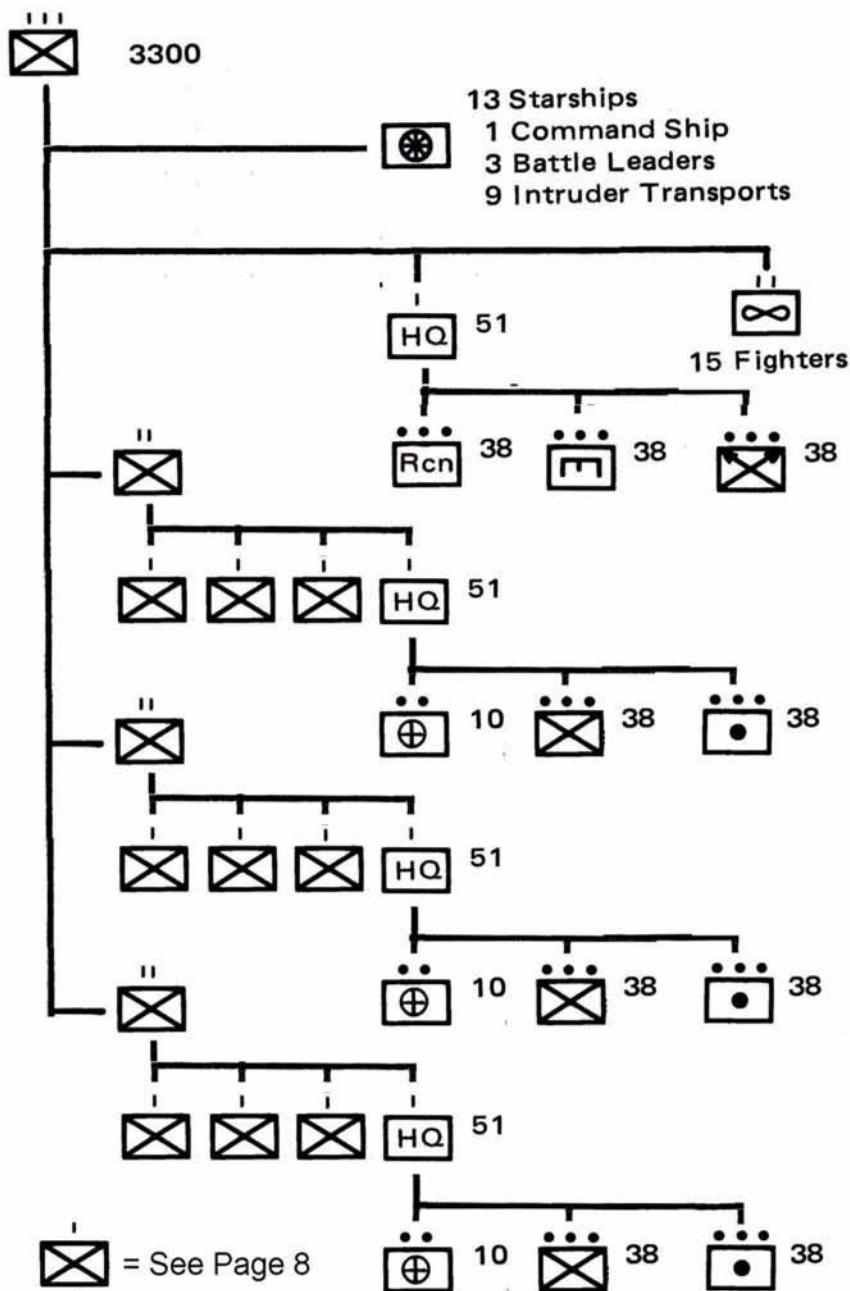 3300
13 Starships
1 Command Ship
3 Battle Leaders
9 Intruder Transports
HQ 51
15 Fighters
Rcn 38 38 38
HQ 51
10 38 38
HQ 51
10 38 38
HQ 51
= See Page 8
10 38 38